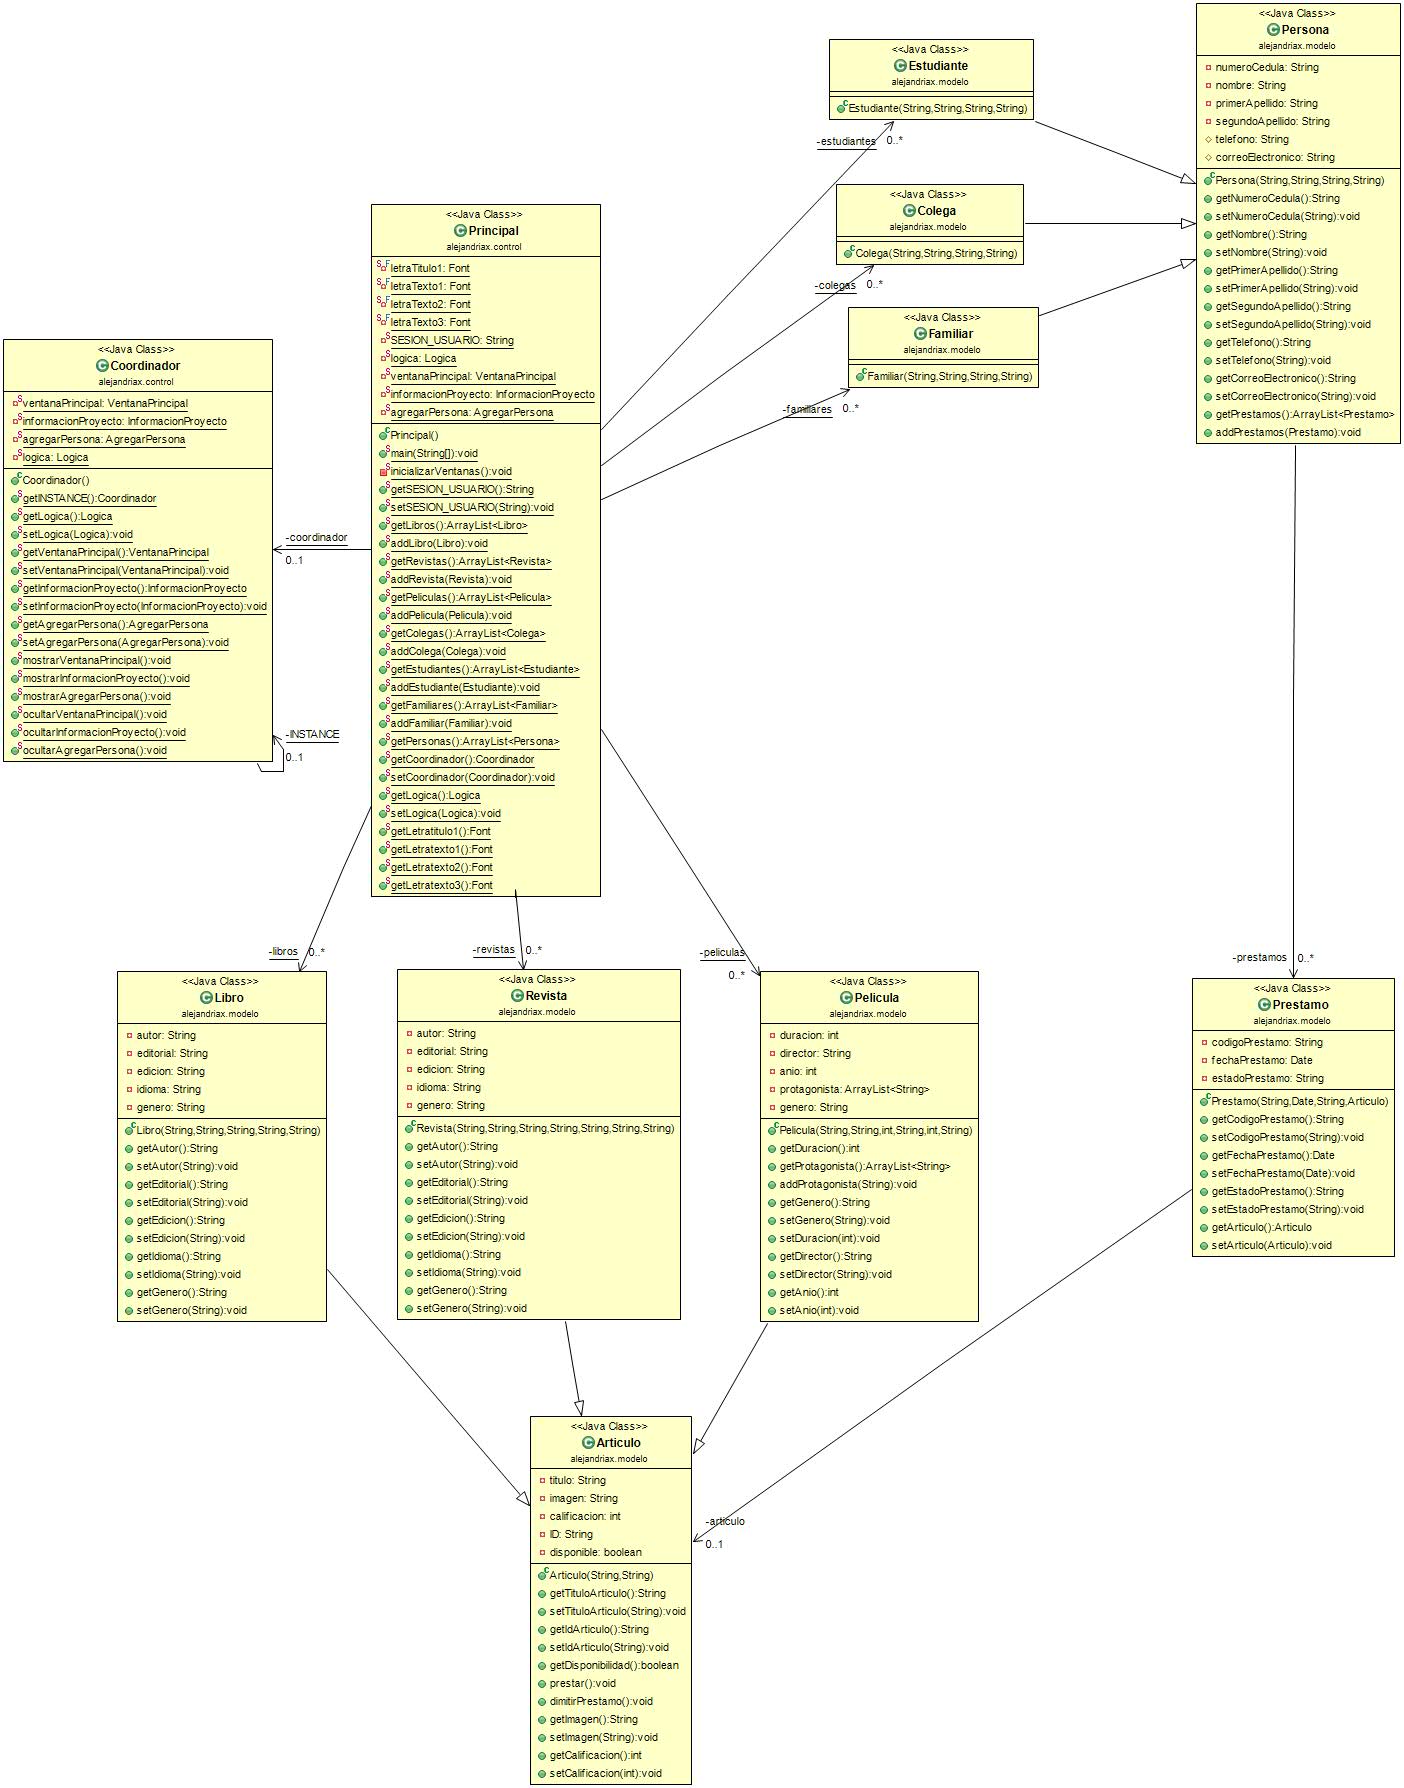 <<Java Class>>
Persona
alejandriax.modelo
numeroCedula: String
nombre: String
primerApellido: String
segundoApellido: String
telefono: String
correoElectronico: String
Persona(String,String,String,String)
getNumeroCedula():String
setNumeroCedula(String):void
getNombre():String
setNombre(String):void
getPrimerApellido():String
setPrimerApellido(String):void
getSegundoApellido():String
setSegundoApellido(String):void
getTelefono():String
setTelefono(String):void
getCorreoElectronico():String
setCorreoElectronico(String):void
getPrestamos():ArrayList<Prestamo>
addPrestamos(Prestamo):void
<<Java Class>>
Estudiante
alejandriax.modelo
Estudiante(String,String,String,String)
-estudiantes
0..*
<<Java Class>>
Colega
alejandriax.modelo
Colega(String,String,String,String)
-colegas
0..*
<<Java Class>>
Familiar
alejandriax.modelo
Familiar(String,String,String,String)
-familiares
0..*
<<Java Class>>
Principal
alejandriax.control
letraTitulo1: Font
letraTexto1: Font
letraTexto2: Font
letraTexto3: Font
SESION_USUARIO: String
logica: Logica
ventanaPrincipal: VentanaPrincipal
informacionProyecto: InformacionProyecto
agregarPersona: AgregarPersona
Principal()
main(String[]):void
inicializarVentanas():void
getSESION_USUARIO():String
setSESION_USUARIO(String):void
getLibros():ArrayList<Libro>
addLibro(Libro):void
getRevistas():ArrayList<Revista>
addRevista(Revista):void
getPeliculas():ArrayList<Pelicula>
addPelicula(Pelicula):void
getColegas():ArrayList<Colega>
addColega(Colega):void
getEstudiantes():ArrayList<Estudiante>
addEstudiante(Estudiante):void
getFamiliares():ArrayList<Familiar>
addFamiliar(Familiar):void
getPersonas():ArrayList<Persona>
getCoordinador():Coordinador
setCoordinador(Coordinador):void
getLogica():Logica
setLogica(Logica):void
getLetratitulo1():Font
getLetratexto1():Font
getLetratexto2():Font
getLetratexto3():Font
<<Java Class>>
Coordinador
alejandriax.control
ventanaPrincipal: VentanaPrincipal
informacionProyecto: InformacionProyecto
agregarPersona: AgregarPersona
logica: Logica
Coordinador()
getINSTANCE():Coordinador
getLogica():Logica
setLogica(Logica):void
getVentanaPrincipal():VentanaPrincipal
setVentanaPrincipal(VentanaPrincipal):void
getInformacionProyecto():InformacionProyecto
setInformacionProyecto(InformacionProyecto):void
getAgregarPersona():AgregarPersona
setAgregarPersona(AgregarPersona):void
mostrarVentanaPrincipal():void
mostrarInformacionProyecto():void
mostrarAgregarPersona():void
ocultarVentanaPrincipal():void
ocultarInformacionProyecto():void
ocultarAgregarPersona():void
-coordinador
0..1
-INSTANCE
0..1
-libros
0..*
-revistas
0..*
-peliculas
0..*
-prestamos
0..*
<<Java Class>>
Libro
alejandriax.modelo
autor: String
editorial: String
edicion: String
idioma: String
genero: String
Libro(String,String,String,String,String)
getAutor():String
setAutor(String):void
getEditorial():String
setEditorial(String):void
getEdicion():String
setEdicion(String):void
getIdioma():String
setIdioma(String):void
getGenero():String
setGenero(String):void
<<Java Class>>
Revista
alejandriax.modelo
autor: String
editorial: String
edicion: String
idioma: String
genero: String
Revista(String,String,String,String,String,String,String)
getAutor():String
setAutor(String):void
getEditorial():String
setEditorial(String):void
getEdicion():String
setEdicion(String):void
getIdioma():String
setIdioma(String):void
getGenero():String
setGenero(String):void
<<Java Class>>
Pelicula
alejandriax.modelo
duracion: int
director: String
anio: int
protagonista: ArrayList<String>
genero: String
Pelicula(String,String,int,String,int,String)
getDuracion():int
getProtagonista():ArrayList<String>
addProtagonista(String):void
getGenero():String
setGenero(String):void
setDuracion(int):void
getDirector():String
setDirector(String):void
getAnio():int
setAnio(int):void
<<Java Class>>
Prestamo
alejandriax.modelo
codigoPrestamo: String
fechaPrestamo: Date
estadoPrestamo: String
Prestamo(String,Date,String,Articulo)
getCodigoPrestamo():String
setCodigoPrestamo(String):void
getFechaPrestamo():Date
setFechaPrestamo(Date):void
getEstadoPrestamo():String
setEstadoPrestamo(String):void
getArticulo():Articulo
setArticulo(Articulo):void
<<Java Class>>
Articulo
alejandriax.modelo
titulo: String
imagen: String
calificacion: int
ID: String
disponible: boolean
Articulo(String,String)
getTituloArticulo():String
setTituloArticulo(String):void
getIdArticulo():String
setIdArticulo(String):void
getDisponibilidad():boolean
prestar():void
dimitirPrestamo():void
getImagen():String
setImagen(String):void
getCalificacion():int
setCalificacion(int):void
-articulo
0..1